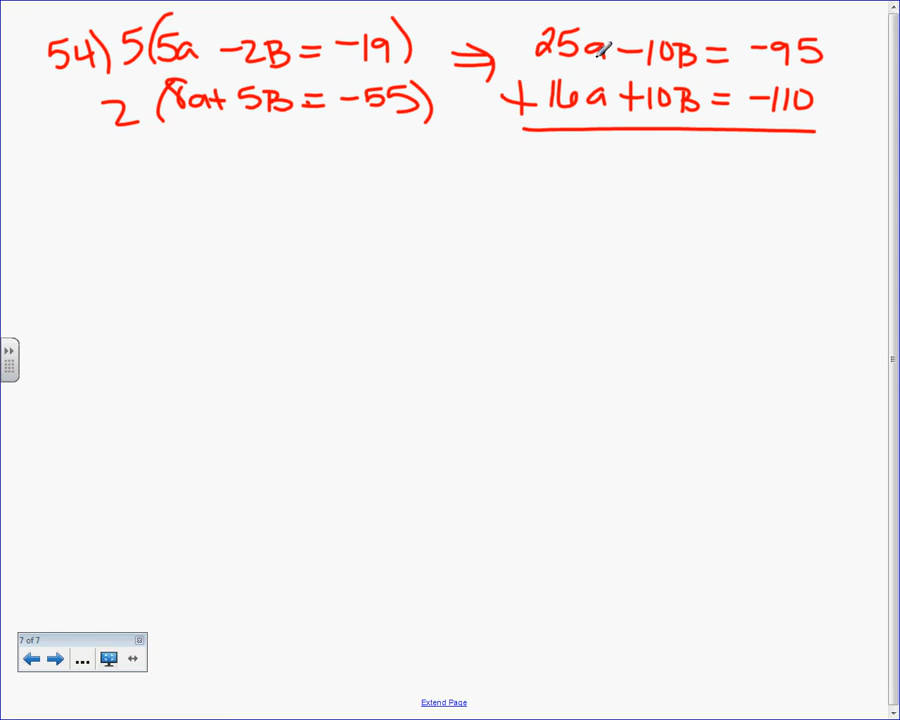 54) 5(5a - 2B = -19) ⇒ 25a - 10B = -95
2 (8a + 5B = -55) + 16a + 10B = -110
7 of 7
...
Extend Page